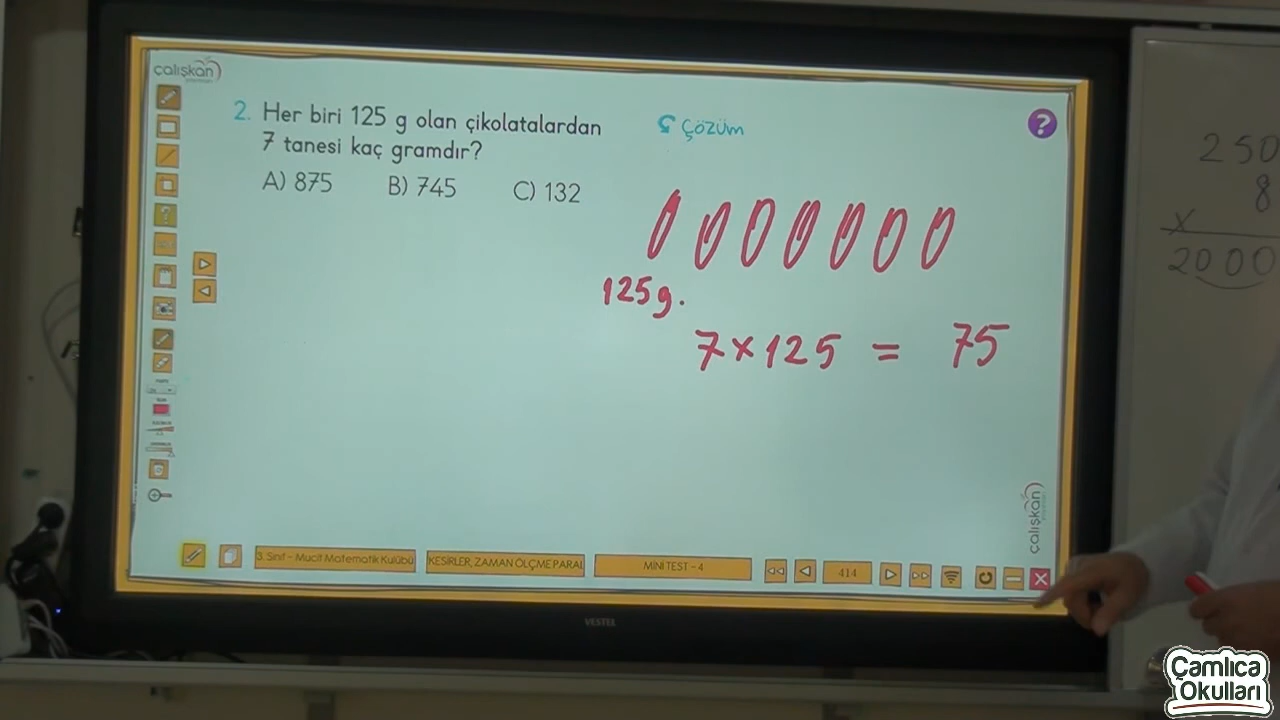 çalışkan
2. Her biri 125 g olan çikolatalardan
7 tanesi kaç gramdır?
A) 875 B) 745 C) 132
Çözüm
?
125g.
7 x 125 = 75
250
8
x
2000
çalışkan
3. Sınıf - Mucit Matematik Kulübü
KESİRLER, ZAMAN ÖLÇME PARAL
MİNİ TEST - 4
414
VESTEL
Çamlıca
Okulları